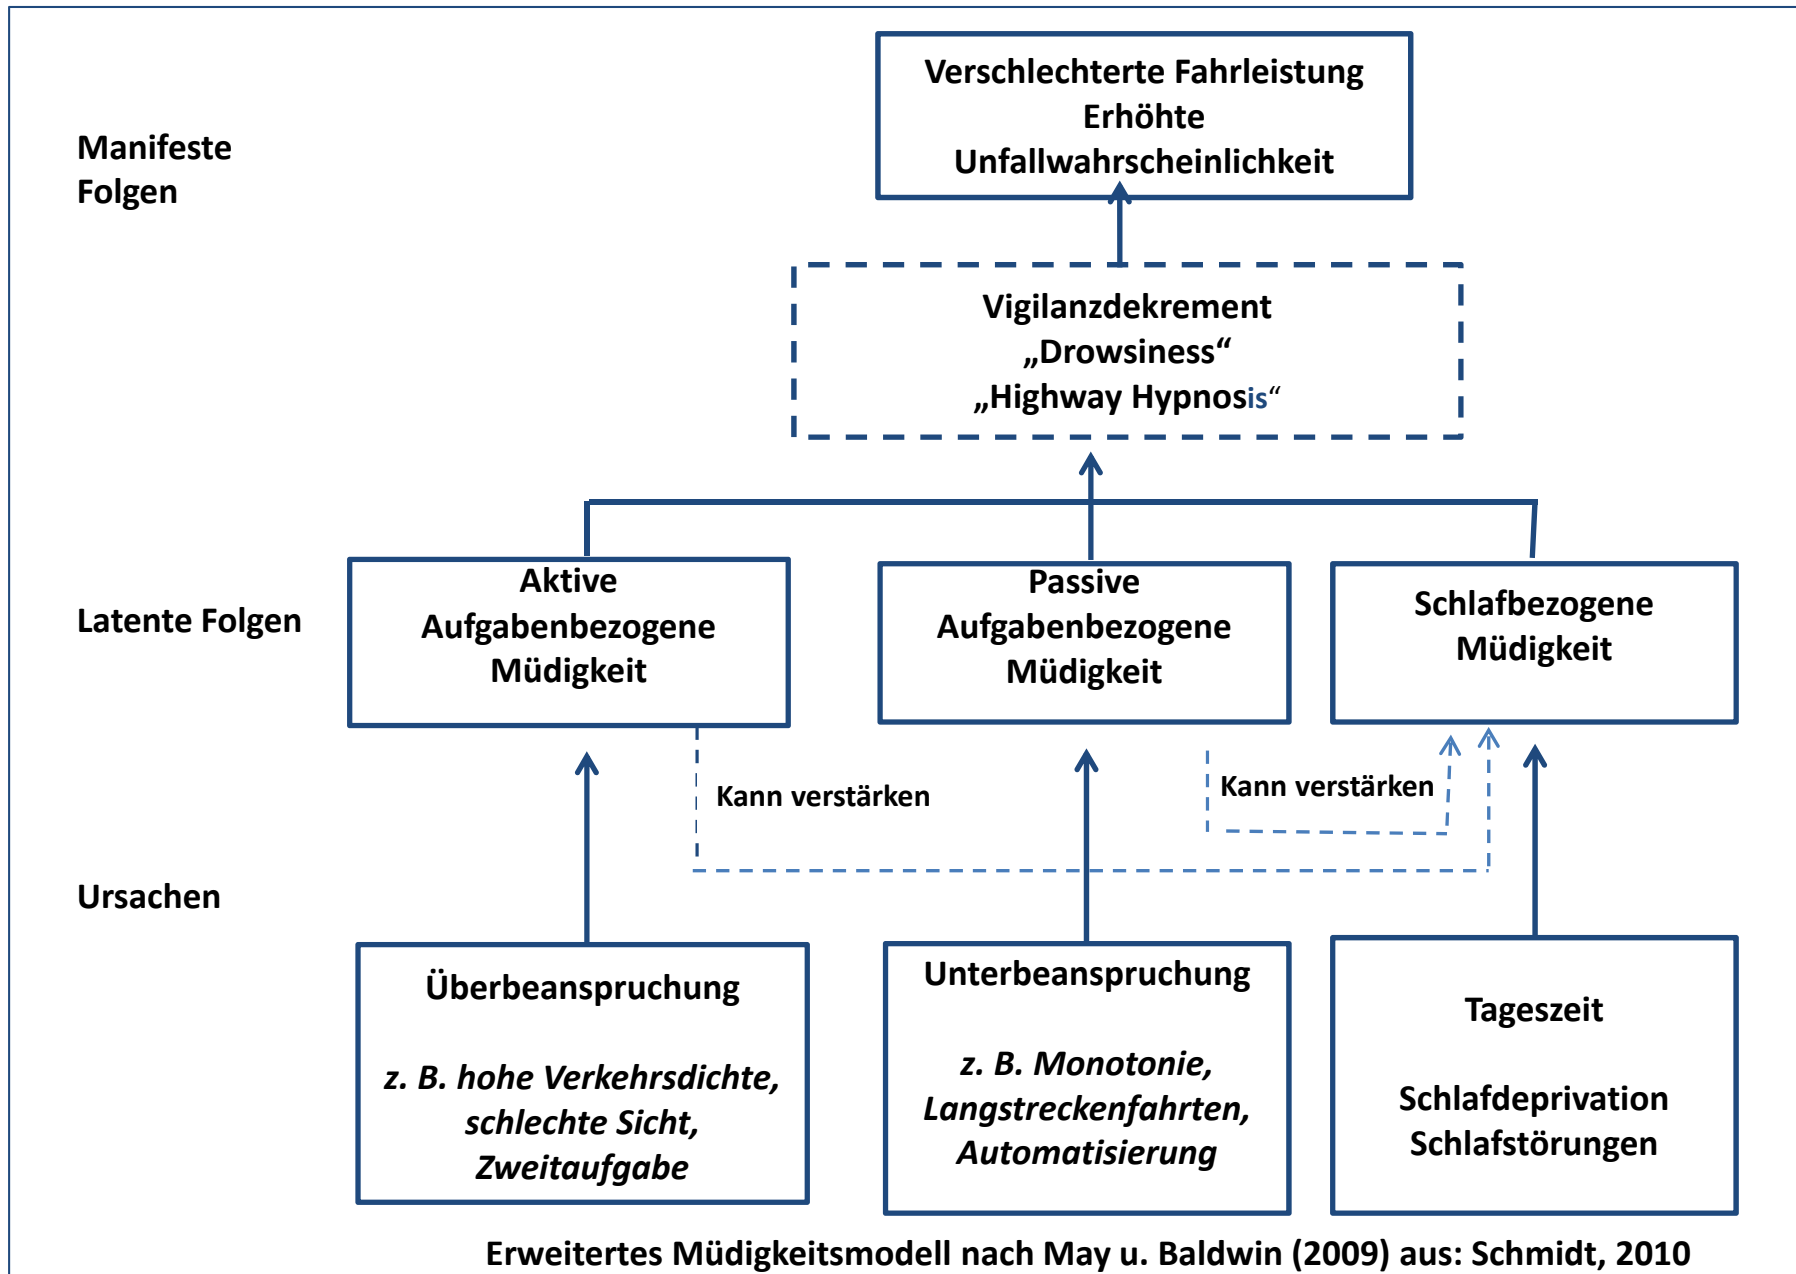 Verschlechterte Fahrleistung
Erhöhte
Unfallwahrscheinlichkeit
Manifeste
Folgen
Vigilanzdekrement
„Drowsiness“
„Highway Hypnosis“
Latente Folgen
Aktive
Aufgabenbezogene
Müdigkeit
Passive
Aufgabenbezogene
Müdigkeit
Schlafbezogene
Müdigkeit
Kann verstärken
Kann verstärken
Ursachen
Überbeanspruchung
z. B. hohe Verkehrsdichte,
schlechte Sicht,
Zweitaufgabe
Unterbeanspruchung
z. B. Monotonie,
Langstreckenfahrten,
Automatisierung
Tageszeit
Schlafdeprivation
Schlafstörungen
Erweitertes Müdigkeitsmodell nach May u. Baldwin (2009) aus: Schmidt, 2010